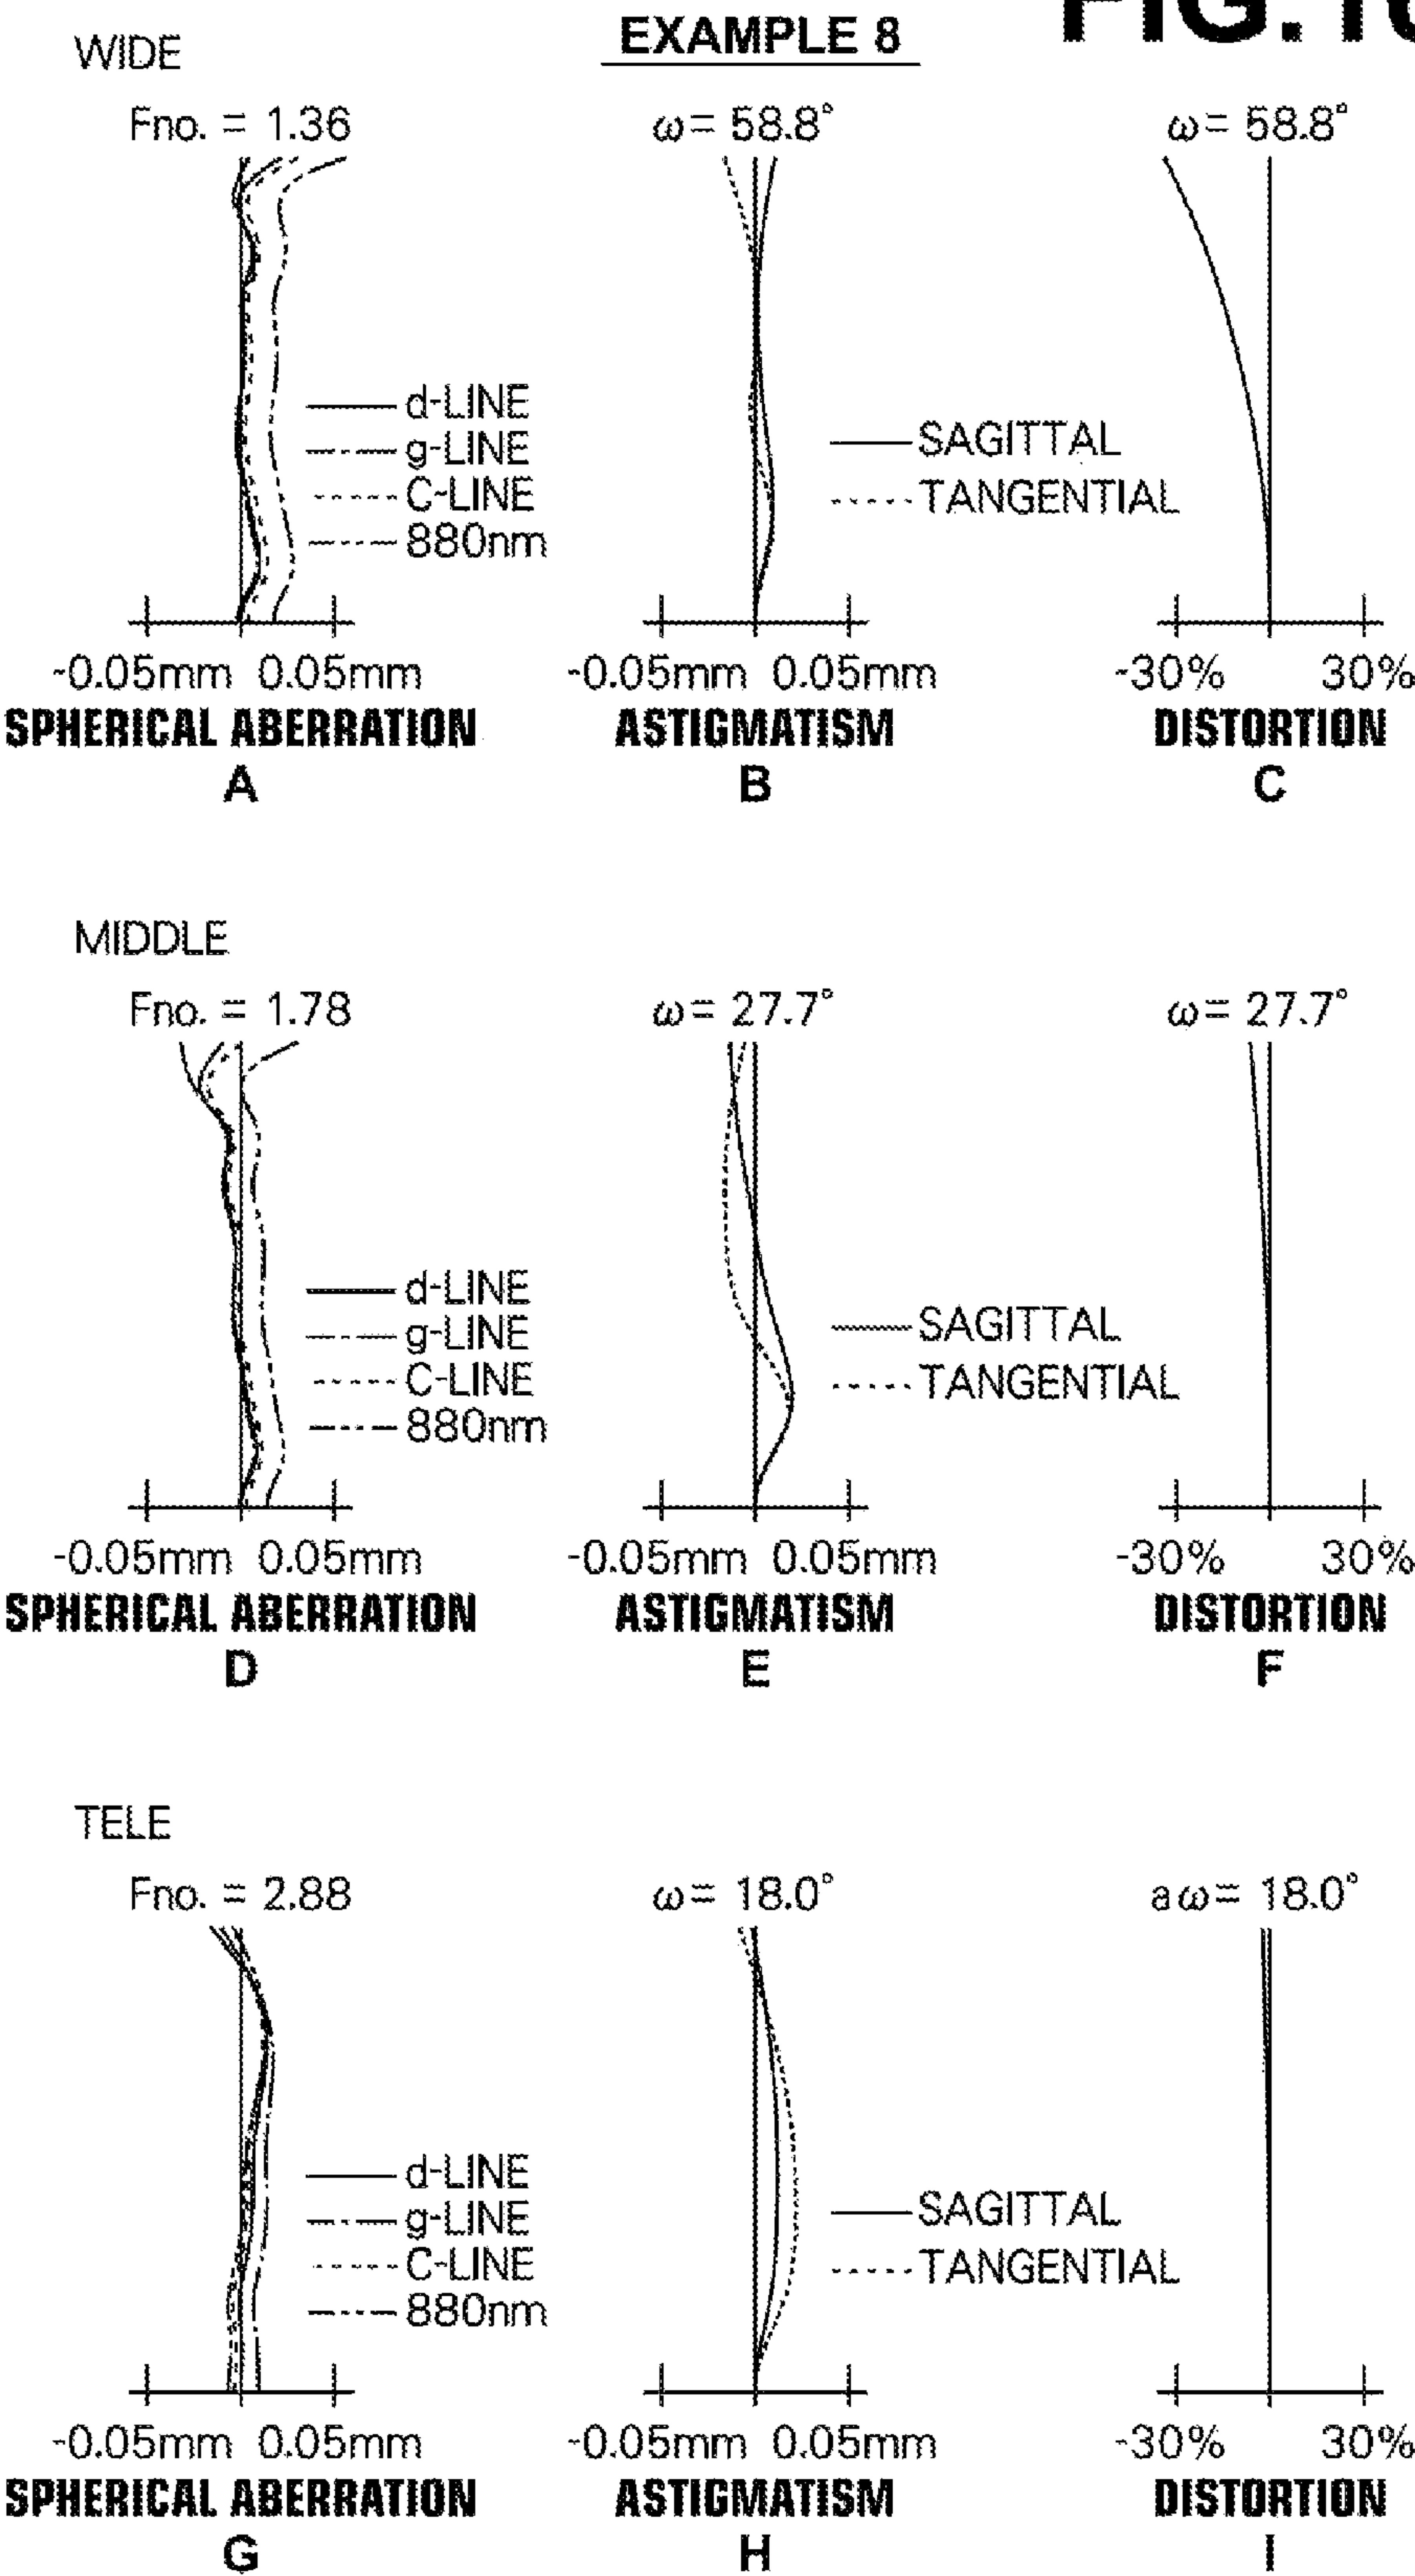 EXAMPLE 8
WIDE
Fno. = 1.36
ω= 58.8°
ω= 58.8°
d-LINE
g-LINE
C-LINE
880nm
SAGITTAL
TANGENTIAL
-0.05mm 0.05mm
-0.05mm 0.05mm
-30% 30%
SPHERICAL ABERRATION
ASTIGMATISM
DISTORTION
A
B
C
MIDDLE
Fno. = 1.78
ω= 27.7°
ω= 27.7°
d-LINE
g-LINE
C-LINE
880nm
SAGITTAL
TANGENTIAL
-0.05mm 0.05mm
-0.05mm 0.05mm
-30% 30%
SPHERICAL ABERRATION
ASTIGMATISM
DISTORTION
D
E
F
TELE
Fno. = 2.88
ω= 18.0°
aω= 18.0°
d-LINE
g-LINE
C-LINE
880nm
SAGITTAL
TANGENTIAL
-0.05mm 0.05mm
-0.05mm 0.05mm
-30% 30%
SPHERICAL ABERRATION
ASTIGMATISM
DISTORTION
G
H
I